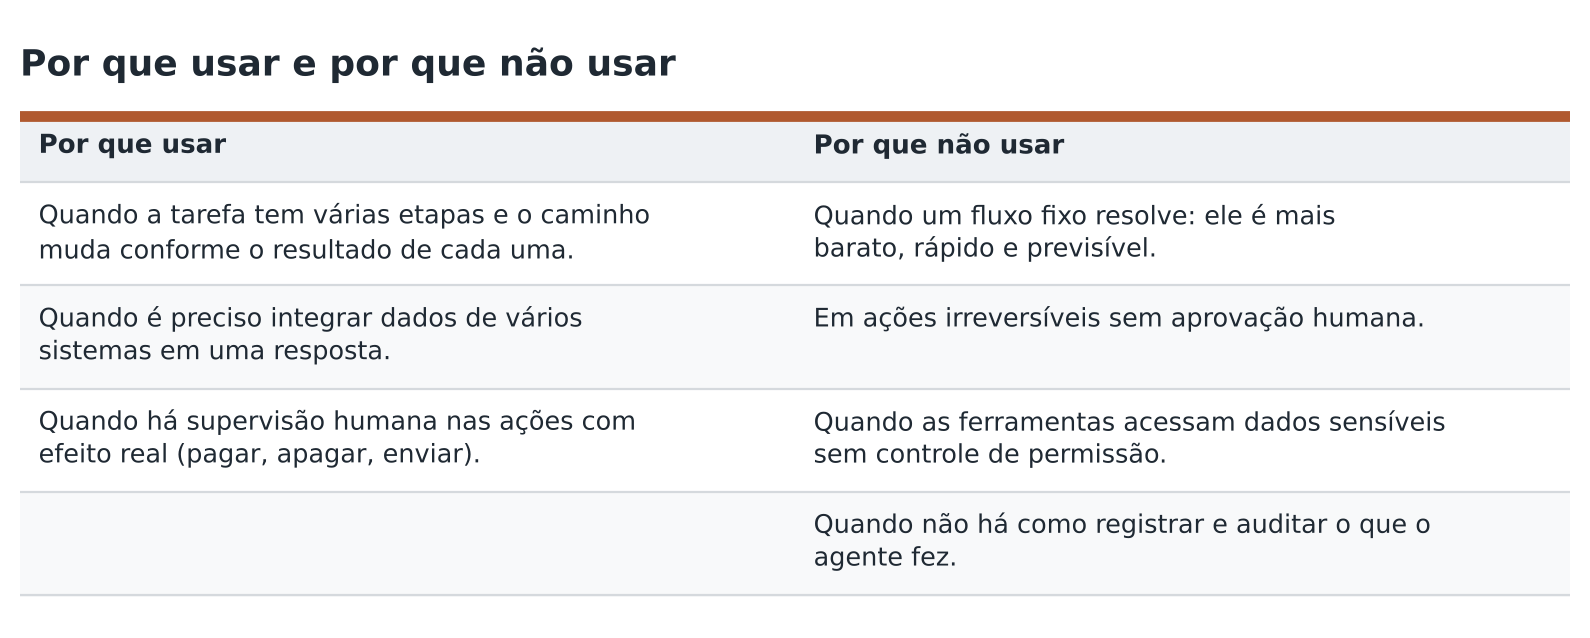 Por que usar e por que não usar
Por que usar
Por que não usar
Quando a tarefa tem várias etapas e o caminho
muda conforme o resultado de cada uma.
Quando um fluxo fixo resolve: ele é mais
barato, rápido e previsível.
Quando é preciso integrar dados de vários
sistemas em uma resposta.
Em ações irreversíveis sem aprovação humana.
Quando há supervisão humana nas ações com
efeito real (pagar, apagar, enviar).
Quando as ferramentas acessam dados sensíveis
sem controle de permissão.
Quando não há como registrar e auditar o que o
agente fez.